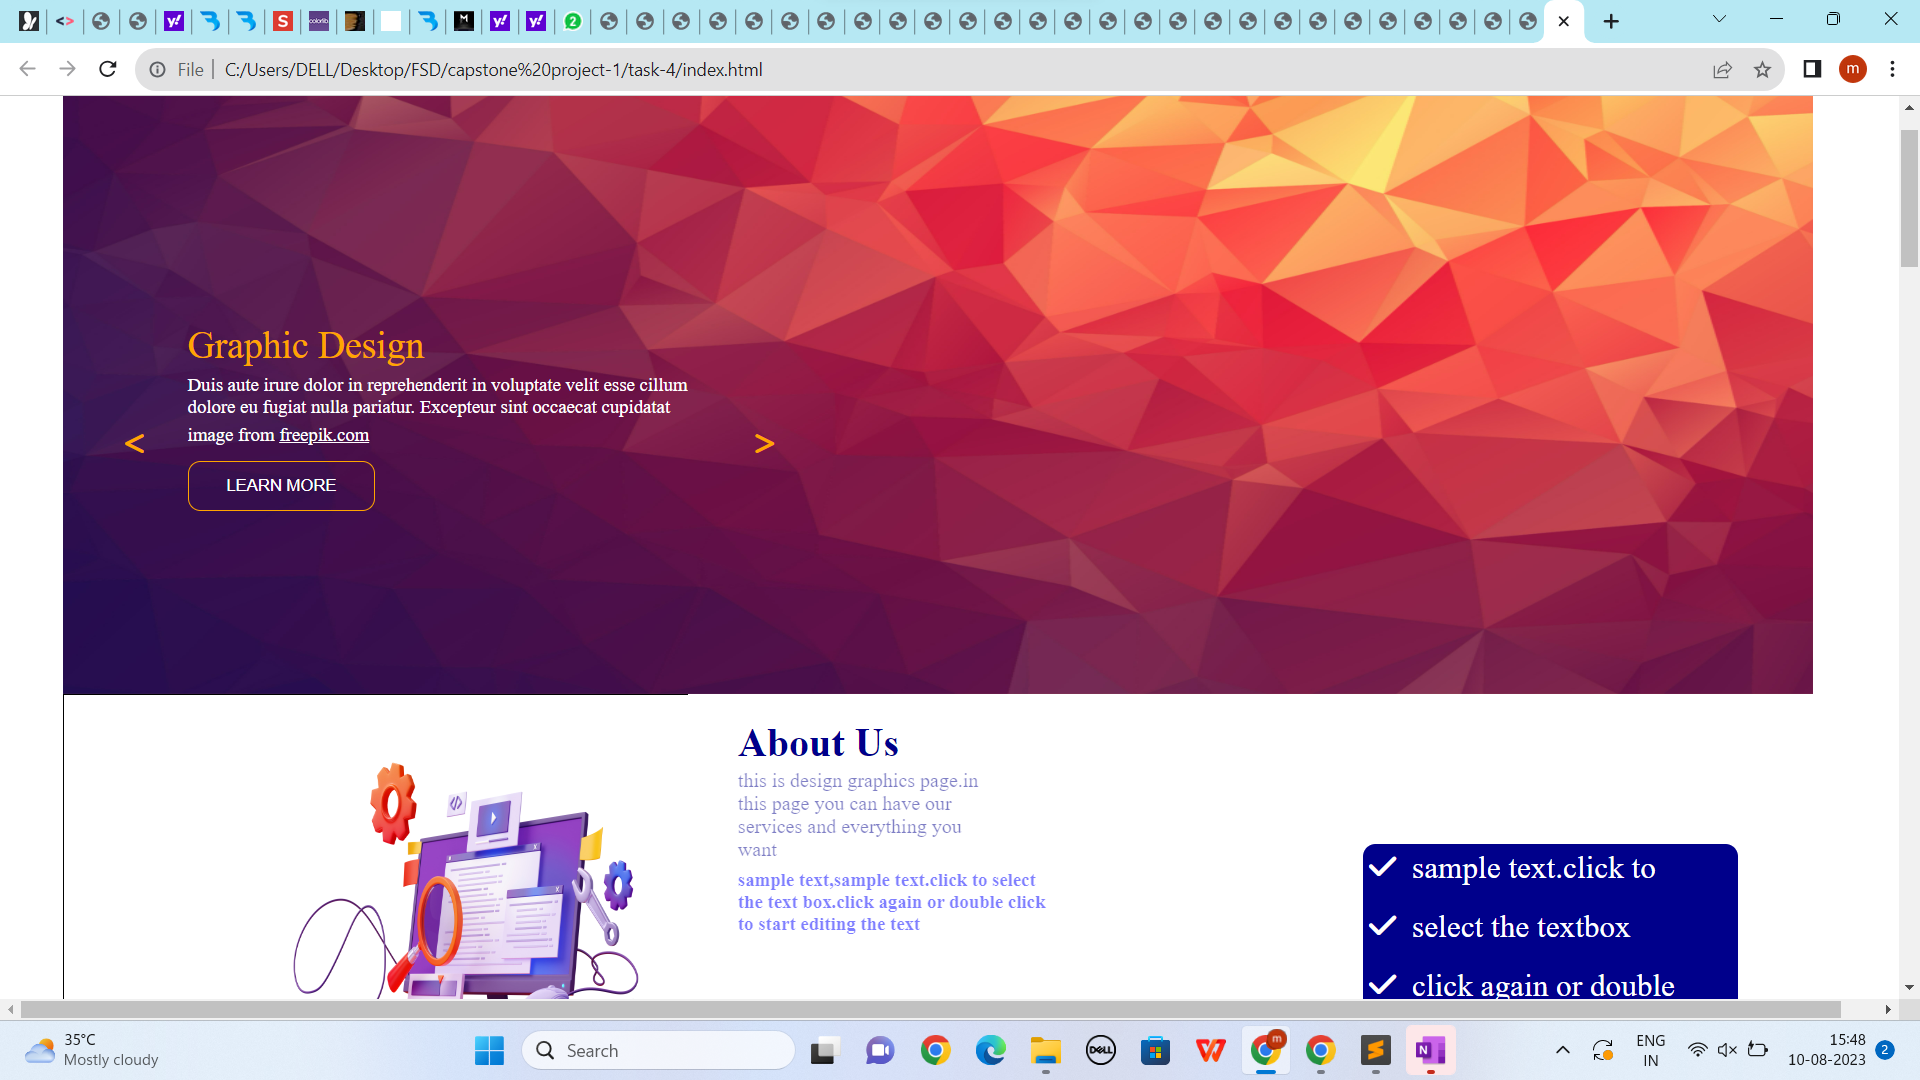 File
C:/Users/DELL/Desktop/FSD/capstone%20project-1/task-4/index.html
m
Graphic Design
Duis aute irure dolor in reprehenderit in voluptate velit esse cillum
dolore eu fugiat nulla pariatur. Excepteur sint occaecat cupidatat
image from freepik.com
< >
LEARN MORE
About Us
this is design graphics page.in
this page you can have our
services and everything you
want
sample text,sample text.click to select
the text box.click again or double click
to start editing the text
sample text.click to
select the textbox
click again or double
35°C
Mostly cloudy
Search
ENG
IN
15:48
10-08-2023
2